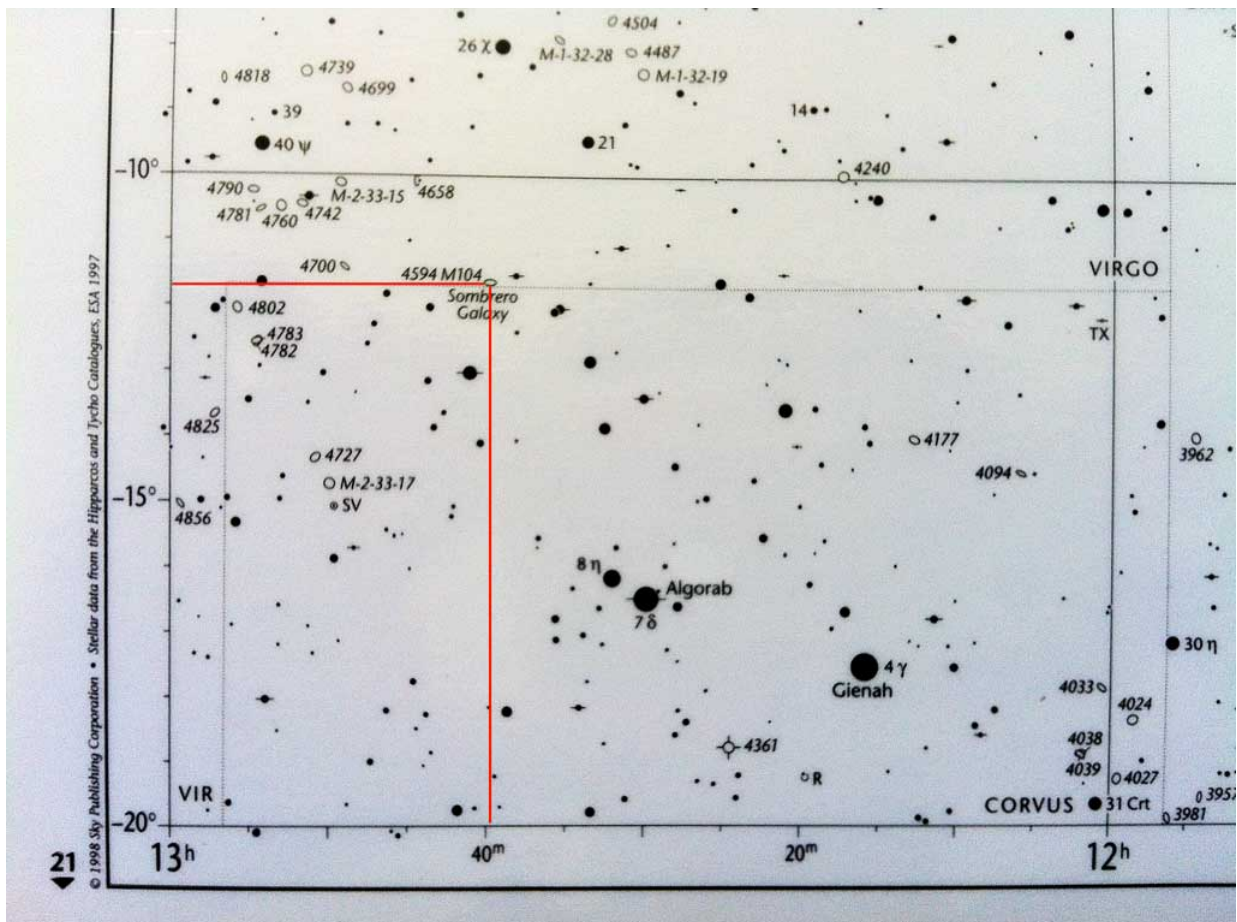 4504
26 χ
M-1-32-28
4487
4739
4818
4699
M-1-32-19
39
14
40 ψ
21
-10°
4240
4790
M-2-33-15
4658
4781
4760
4742
4700
4594 M104
VIRGO
Sombrero
Galaxy
4802
TX
4783
4782
4825
4177
3962
4727
4094
M-2-33-17
-15°
SV
4856
8 η
Algorab
7 δ
30 η
4 γ
Gienah
4033
4024
4361
4038
4039
R
4027
VIR
CORVUS
31 Crt
3957
3981
-20°
21
13h
40m
20m
12h
© 1998 Sky Publishing Corporation • Stellar data from the Hipparcos and Tycho Catalogues, ESA 1997